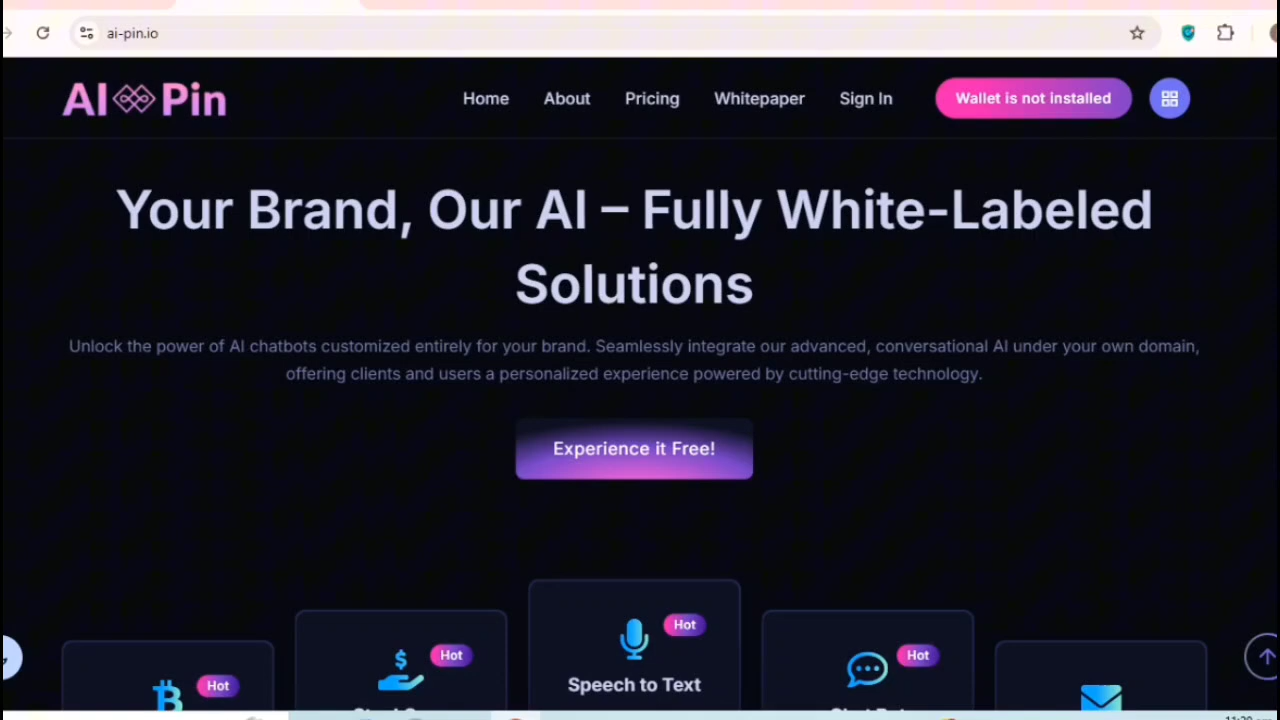 ai-pin.io
AI Pin
Home
About
Pricing
Whitepaper
Sign In
Wallet is not installed
Your Brand, Our AI – Fully White-Labeled
Solutions
Unlock the power of AI chatbots customized entirely for your brand. Seamlessly integrate our advanced, conversational AI under your own domain,
offering clients and users a personalized experience powered by cutting-edge technology.
Experience it Free!
Hot
Hot
Hot
Speech to Text
Hot